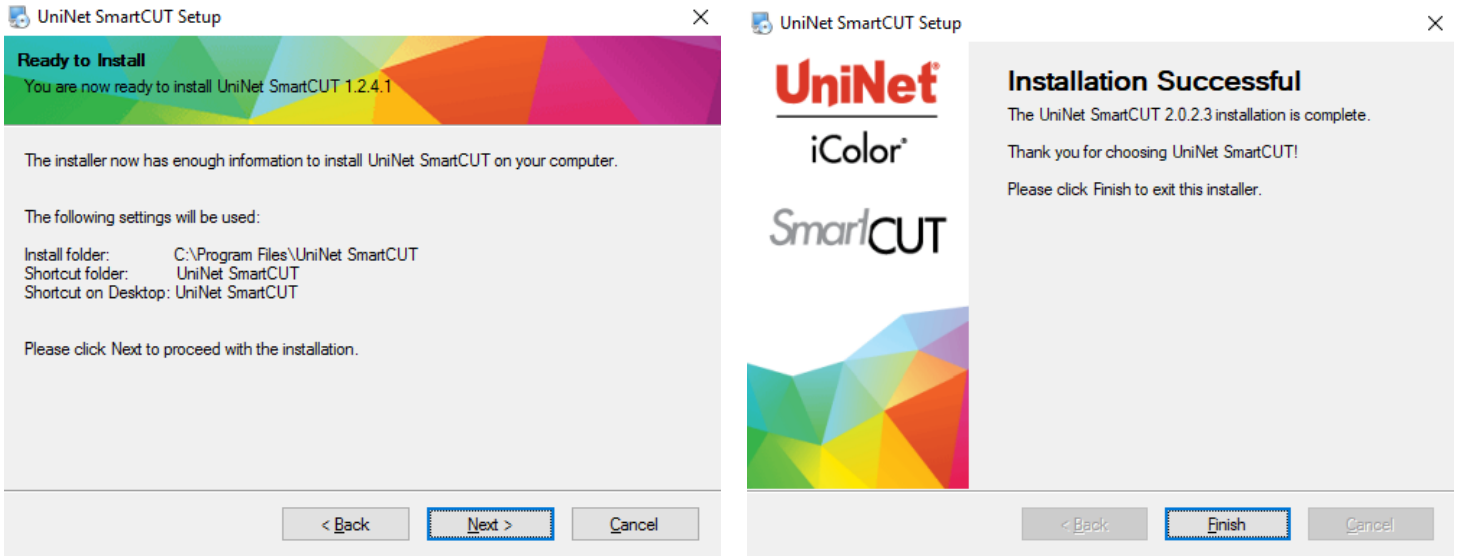 UniNet SmartCUT Setup
Ready to Install
You are now ready to install UniNet SmartCUT 1.2.4.1
The installer now has enough information to install UniNet SmartCUT on your computer.
The following settings will be used:
Install folder: C:\Program Files\UniNet SmartCUT
Shortcut folder: UniNet SmartCUT
Shortcut on Desktop: UniNet SmartCUT
Please click Next to proceed with the installation.
< Back
Next >
Cancel
UniNet SmartCUT Setup
UniNet®
iColor®
SmartCUT
Installation Successful
The UniNet SmartCUT 2.0.2.3 installation is complete.
Thank you for choosing UniNet SmartCUT!
Please click Finish to exit this installer.
< Back
Finish
Cancel